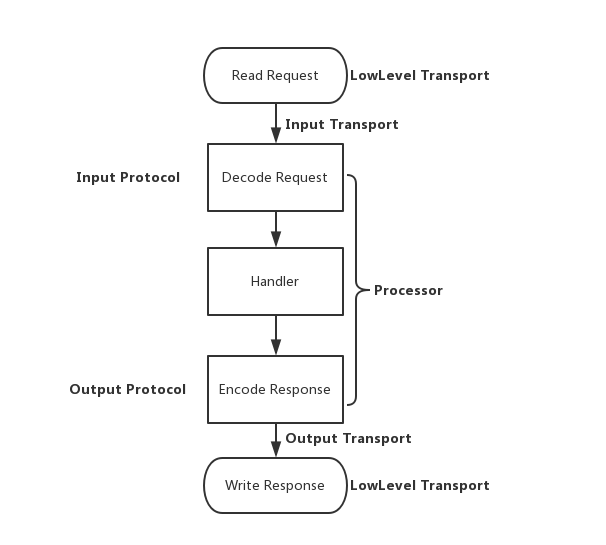 Read Request
LowLevel Transport
Input Transport
Input Protocol
Decode Request
Handler
Processor
Output Protocol
Encode Response
Output Transport
Write Response
LowLevel Transport